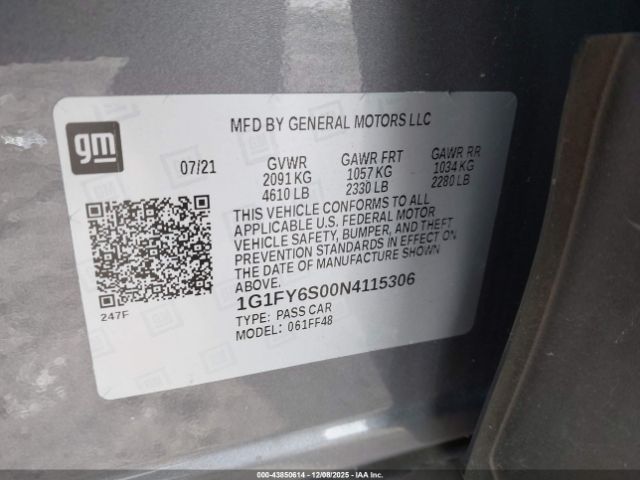 gm
MFD BY GENERAL MOTORS LLC
07/21 GVWR GAWR FRT GAWR RR
2091 KG 1057 KG 1034 KG
4610 LB 2330 LB 2280 LB
THIS VEHICLE CONFORMS TO ALL
APPLICABLE U.S. FEDERAL MOTOR
VEHICLE SAFETY, BUMPER, AND THEFT
PREVENTION STANDARDS IN EFFECT ON
THE DATE OF MANUFACTURE SHOWN
ABOVE.
1G1FY6S00N4115306
TYPE: PASS CAR
MODEL: 061FF48
247F
000-43850614 - 12/08/2025 - IAA Inc.